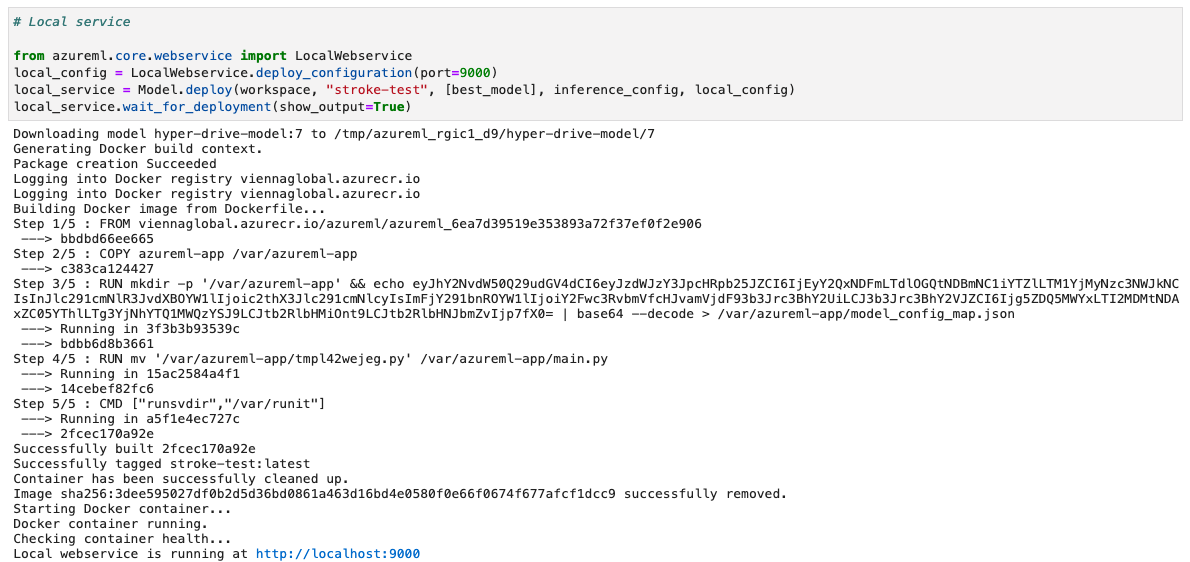 # Local service
from azureml.core.webservice import LocalWebservice
local_config = LocalWebservice.deploy_configuration(port=9000)
local_service = Model.deploy(workspace, "stroke-test", [best_model], inference_config, local_config)
local_service.wait_for_deployment(show_output=True)
Downloading model hyper-drive-model:7 to /tmp/azureml_rgic1_d9/hyper-drive-model/7
Generating Docker build context.
Package creation Succeeded
Logging into Docker registry viennaglobal.azurecr.io
Logging into Docker registry viennaglobal.azurecr.io
Building Docker image from Dockerfile...
Step 1/5 : FROM viennaglobal.azurecr.io/azureml/azureml_6ea7d39519e353893a72f37ef0f2e906
 ---> bbdbd66ee665
Step 2/5 : COPY azureml-app /var/azureml-app
 ---> c383ca124427
Step 3/5 : RUN mkdir -p '/var/azureml-app' && echo eyJhY2NvdW50Q29udGV4dCI6eyJzdWJzY3JpcHRpb25JZCI6IjEyY2QxNDFmLTdlOGQtNDBmNC1iYTZlLTM1YjMyNzc3NWJkNC
IsInJlc291cmNlR3JvdXBOYW1lIjoic2thX3Jlc291cmNlcyIsImFjY291bnROYW1lIjoiY2Fwc3RvbmVfcHJvamVjdF93b3Jrc3BhY2UiLCJ3b3Jrc3BhY2VJZCI6Ijg5ZDQ5MWYxLTI2MDMtNDA
xZC05YThlLTg3YjNhYTQ1MWQzYSJ9LCJtb2RlbHMiOnt9LCJtb2RlbHNJbmZvIjp7fX0= | base64 --decode > /var/azureml-app/model_config_map.json
 ---> Running in 3f3b3b93539c
 ---> bdbb6d8b3661
Step 4/5 : RUN mv '/var/azureml-app/tmpl42wejeg.py' /var/azureml-app/main.py
 ---> Running in 15ac2584a4f1
 ---> 14cebef82fc6
Step 5/5 : CMD ["runsvdir","/var/runit"]
 ---> Running in a5f1e4ec727c
 ---> 2fcec170a92e
Successfully built 2fcec170a92e
Successfully tagged stroke-test:latest
Container has been successfully cleaned up.
Image sha256:3dee595027df0b2d5d36bd0861a463d16bd4e0580f0e66f0674f677afcf1dcc9 successfully removed.
Starting Docker container...
Docker container running.
Checking container health...
Local webservice is running at http://localhost:9000